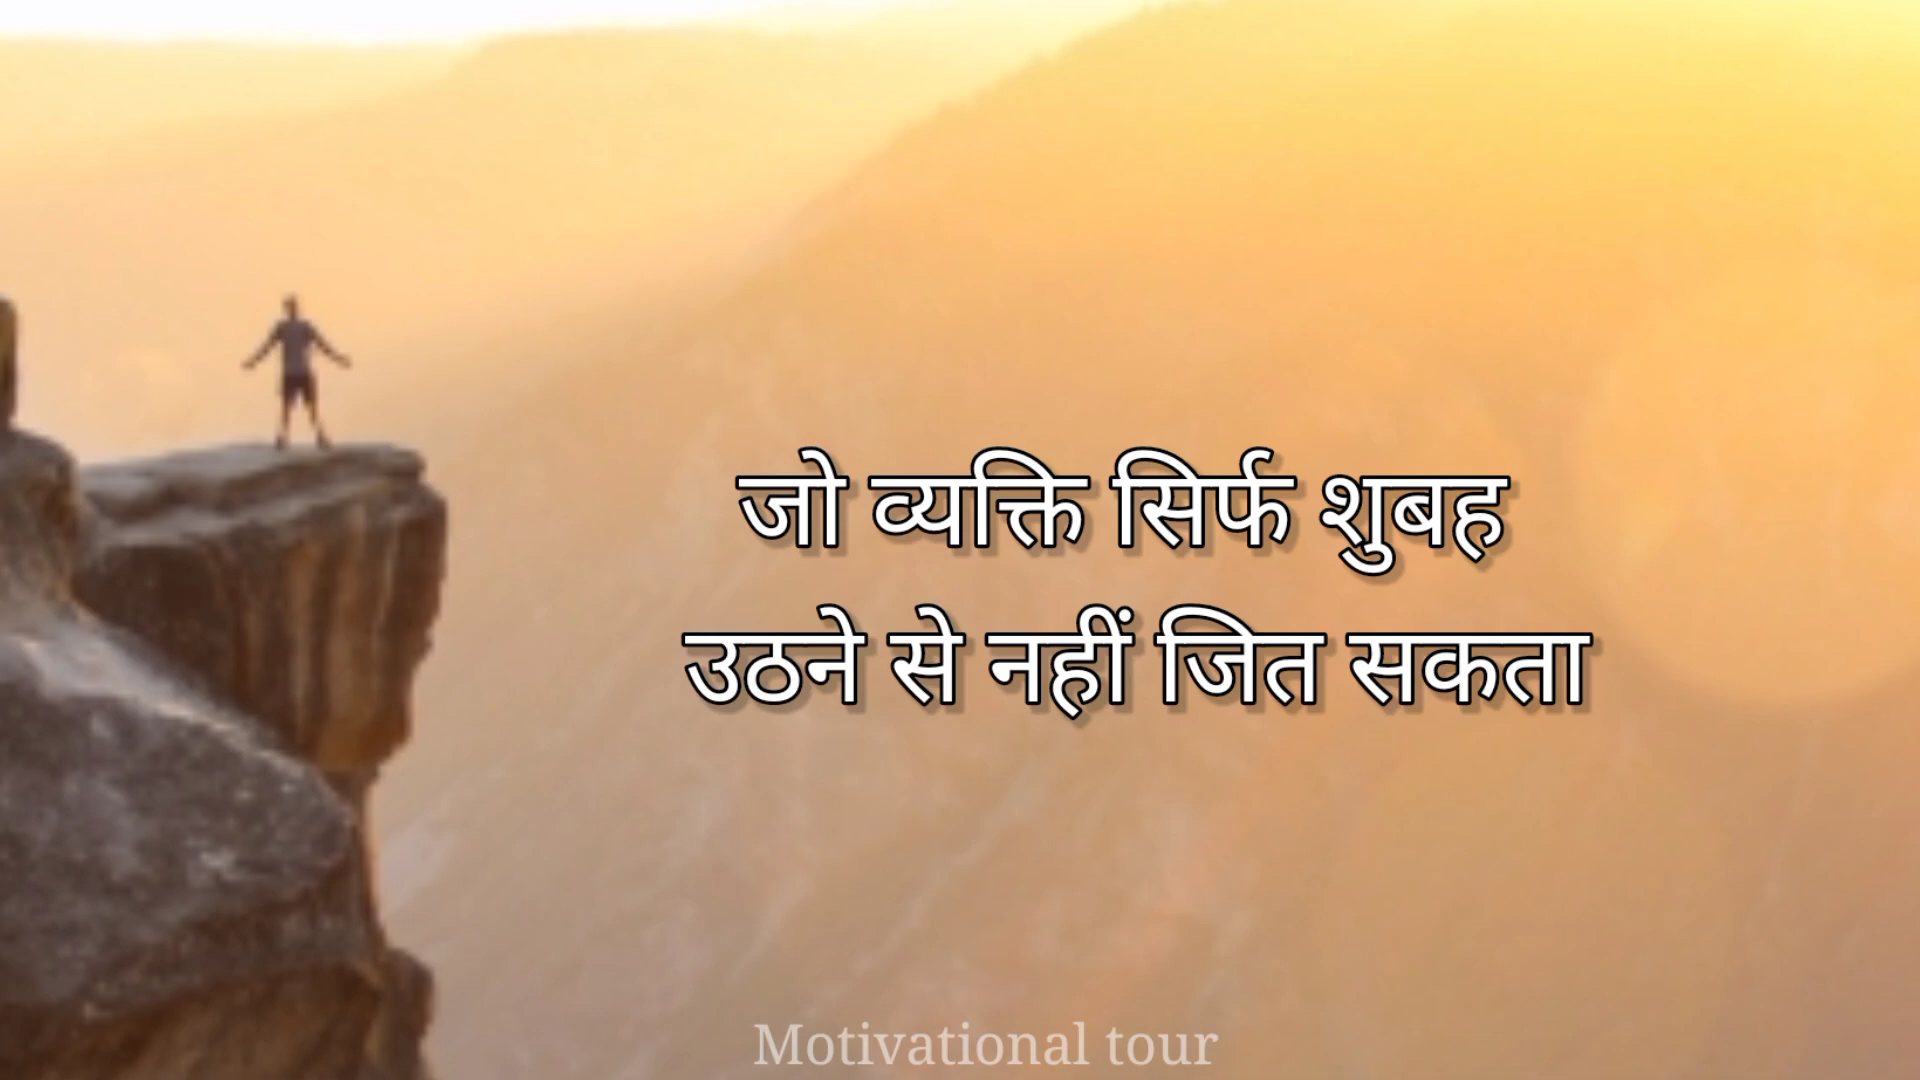 जो व्यक्ति सिर्फ शुबह
उठने से नहीं जित सकता
Motivational tour